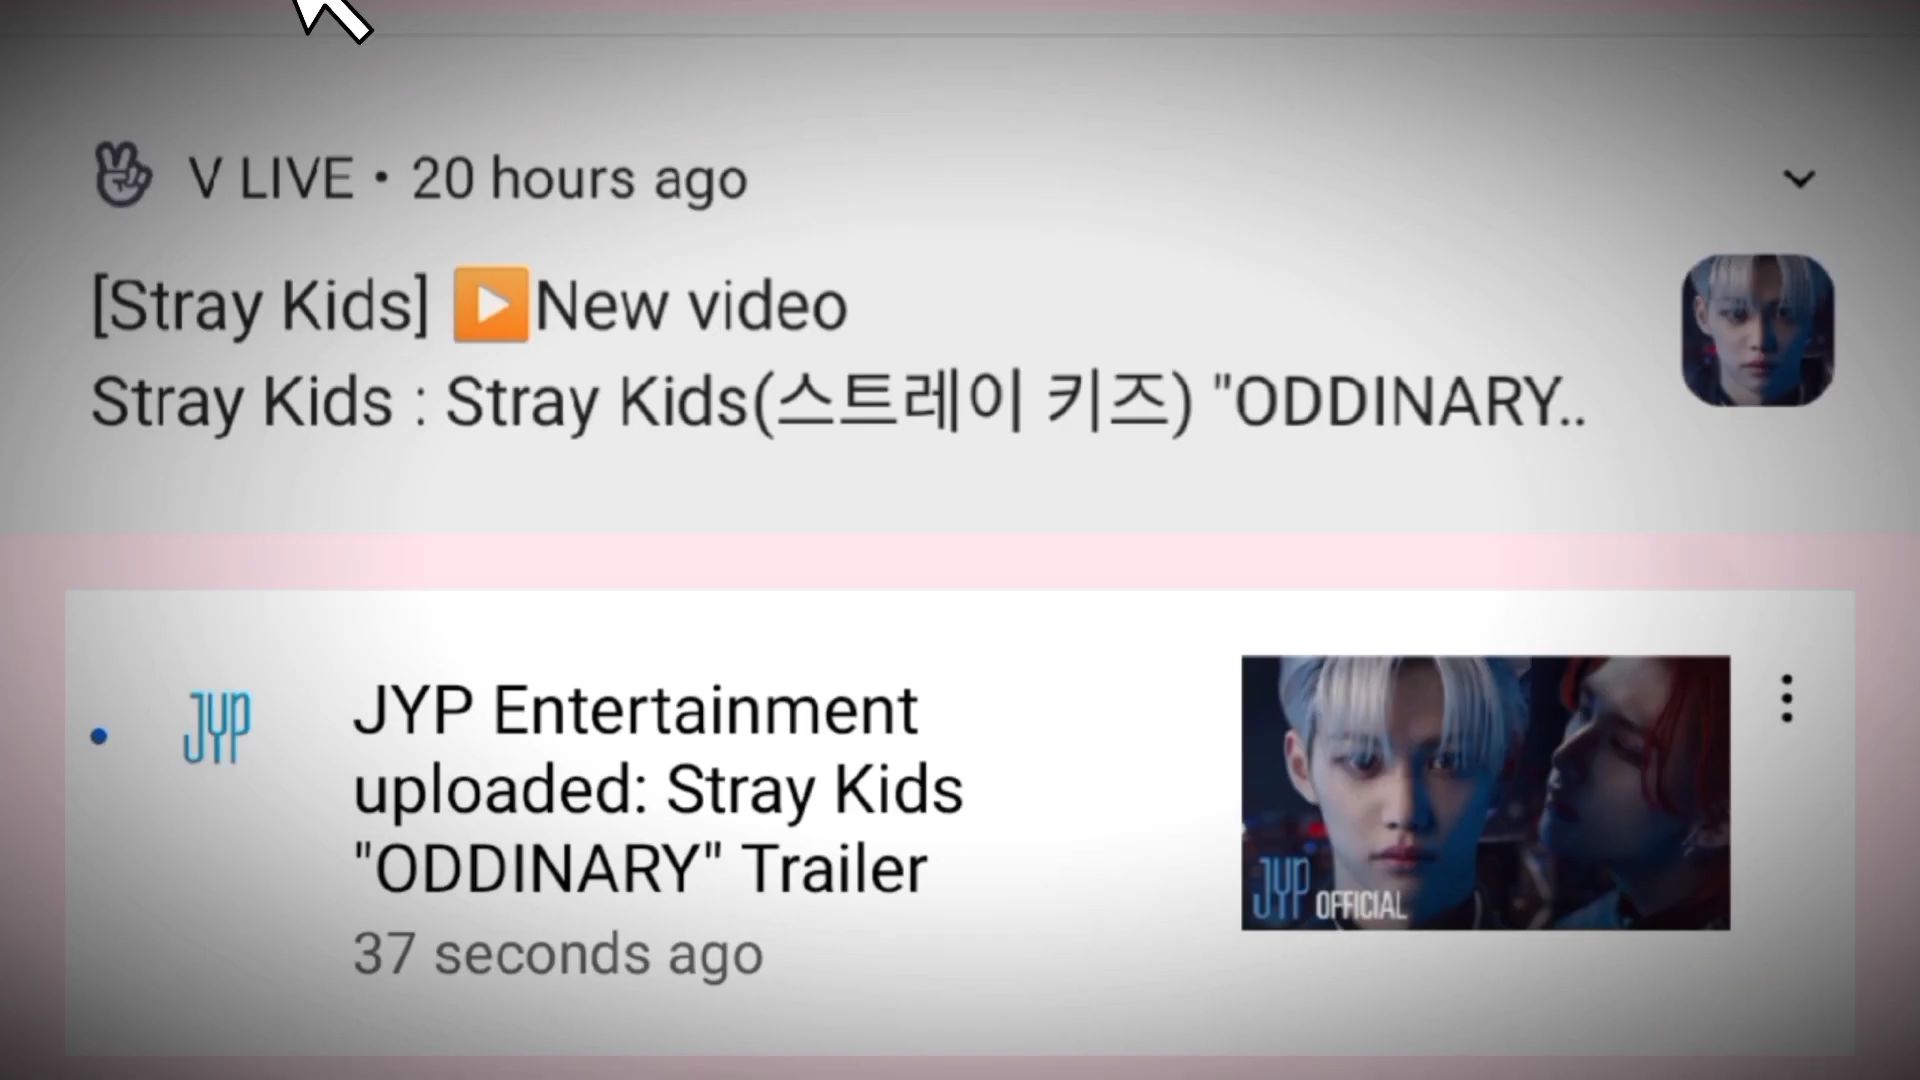 V LIVE • 20 hours ago
[Stray Kids] ▶️New video
Stray Kids : Stray Kids(스트레이 키즈) "ODDINARY..
JYP
JYP Entertainment
uploaded: Stray Kids
"ODDINARY" Trailer
37 seconds ago
JYP OFFICIAL